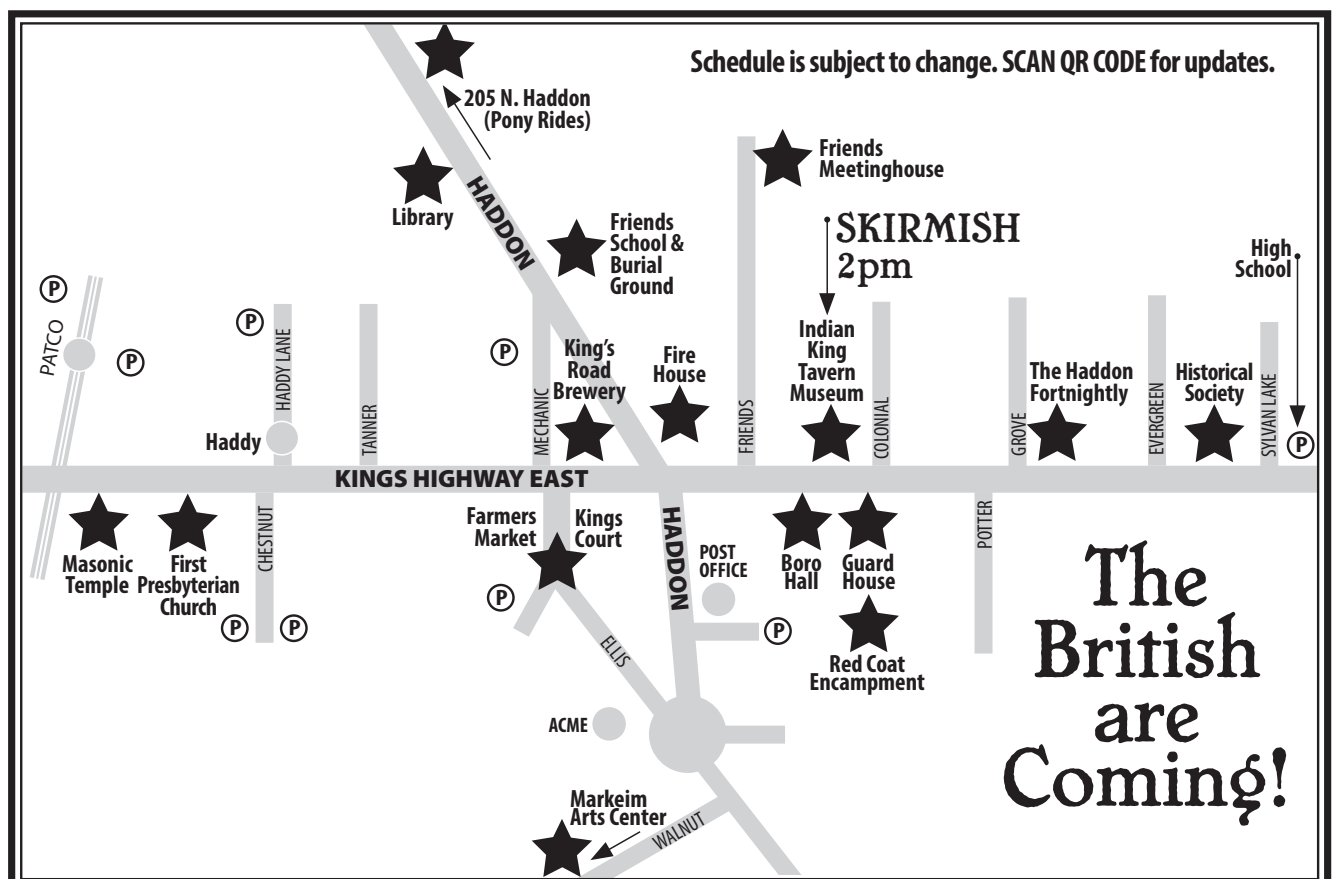 Schedule is subject to change. SCAN QR CODE for updates.
205 N. Haddon
(Pony Rides)
Library
HADDON
Friends
School &
Burial
Ground
Friends
Meetinghouse
SKIRMISH
2pm
High
School
P
PATCO
P
P
HADDY LANE
Haddy
TANNER
P
MECHANIC
King's
Road
Brewery
Fire
House
FRIENDS
Indian
King
Tavern
Museum
COLONIAL
GROVE
The Haddon
Fortnightly
EVERGREEN
Historical
Society
SYLVAN LAKE
P
KINGS HIGHWAY EAST
Masonic
Temple
First
Presbyterian
Church
CHESTNUT
P
P
Farmers
Market
Kings
Court
P
ELLIS
HADDON
POST
OFFICE
P
Boro
Hall
Guard
House
Red Coat
Encampment
POTTER
ACME
Markeim
Arts Center
WALNUT
The
British
are
Coming!